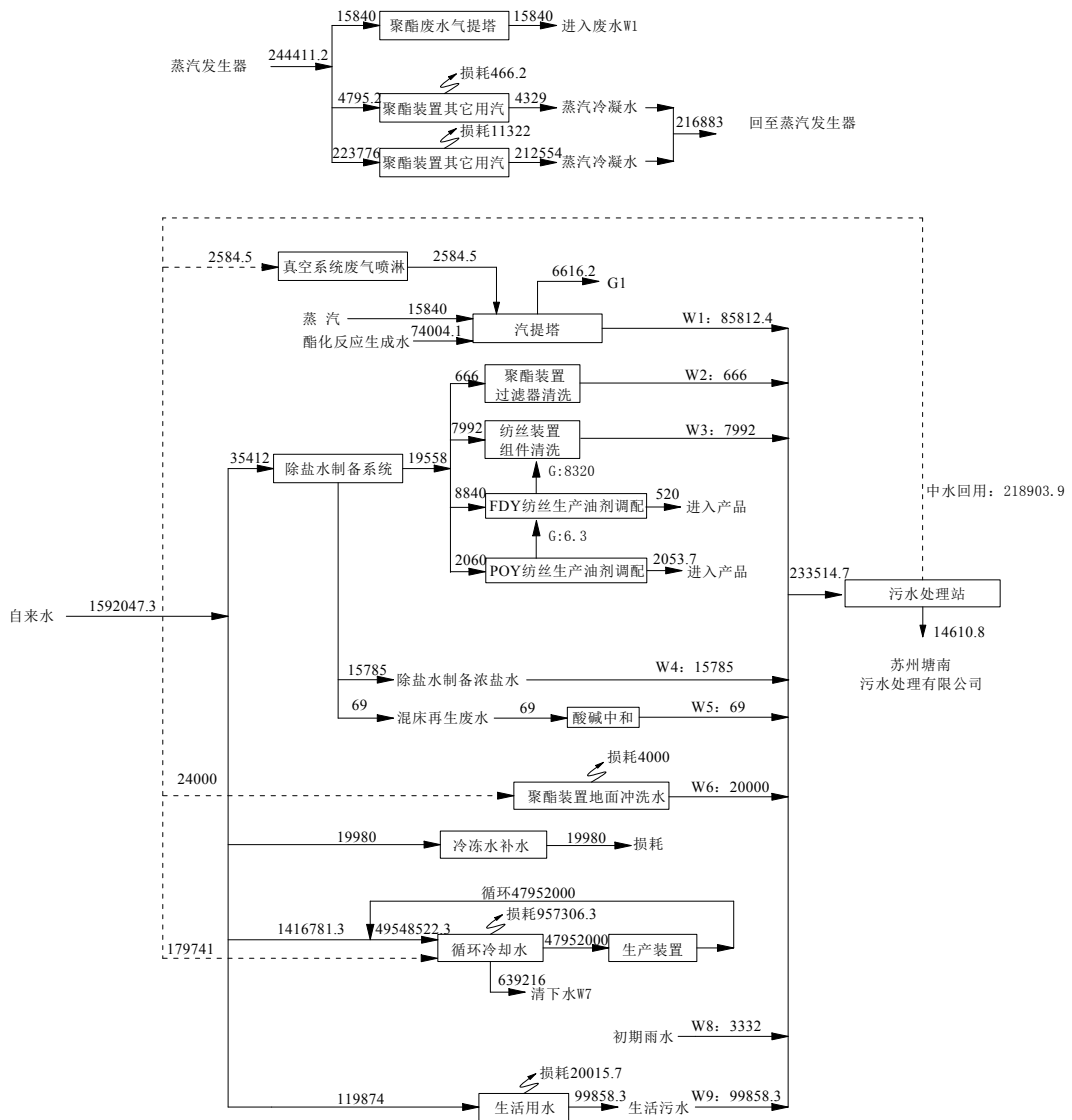 15840
聚酯废水气提塔
15840
进入废水W1
蒸汽发生器
244411.2
损耗466.2
4795.2
聚酯装置其它用汽
4329
蒸汽冷凝水
216883
回至蒸汽发生器
损耗11322
223776
聚酯装置其它用汽
212554
蒸汽冷凝水
2584.5
真空系统废气喷淋
2584.5
6616.2
G1
蒸 汽
15840
汽提塔
W1：85812.4
酯化反应生成水
74004.1
666
聚酯装置
过滤器清洗
W2：666
7992
纺丝装置
组件清洗
W3：7992
35412
除盐水制备系统
19558
G:8320
8840
FDY纺丝生产油剂调配
520
进入产品
中水回用：218903.9
G:6.3
2060
POY纺丝生产油剂调配
2053.7
进入产品
233514.7
污水处理站
自来水
1592047.3
14610.8
苏州塘南
污水处理有限公司
15785
除盐水制备浓盐水
W4：15785
69
混床再生废水
69
酸碱中和
W5：69
24000
损耗4000
聚酯装置地面冲洗水
W6：20000
19980
冷冻水补水
19980
损耗
循环47952000
1416781.3
49548522.3
损耗957306.3
179741
循环冷却水
47952000
生产装置
639216
清下水W7
初期雨水
W8：3332
损耗20015.7
119874
生活用水
99858.3
生活污水
W9：99858.3